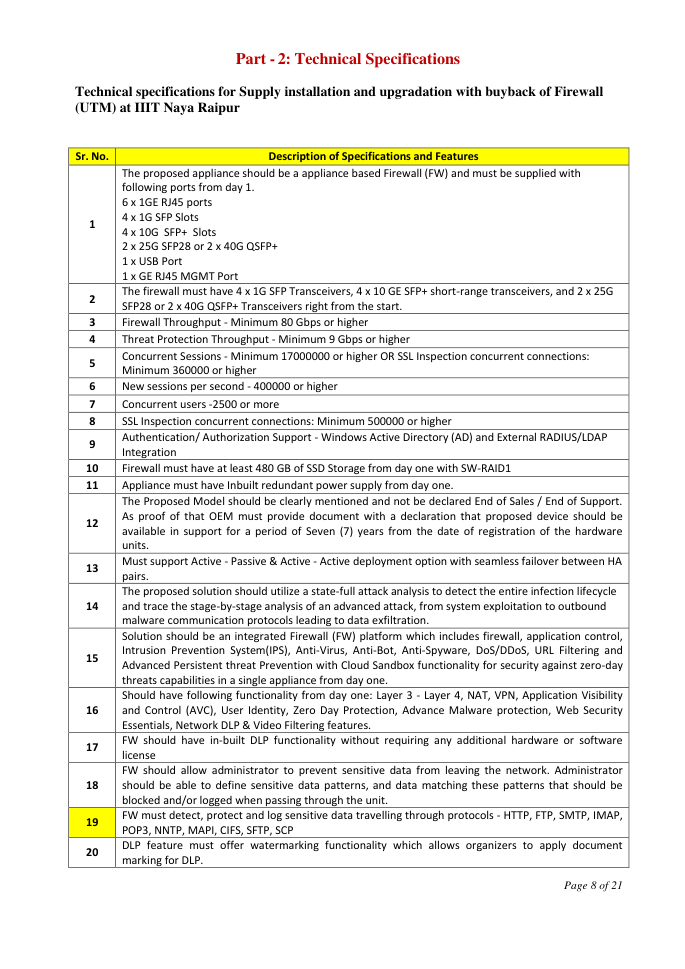 Part - 2: Technical Specifications
Technical specifications for Supply installation and upgradation with buyback of Firewall
(UTM) at IIIT Naya Raipur
Sr. No. Description of Specifications and Features
1
The proposed appliance should be a appliance based Firewall (FW) and must be supplied with
following ports from day 1.
6 x 1GE RJ45 ports
4 x 1G SFP Slots
4 x 10G SFP+ Slots
2 x 25G SFP28 or 2 x 40G QSFP+
1 x USB Port
1 x GE RJ45 MGMT Port
2
The firewall must have 4 x 1G SFP Transceivers, 4 x 10 GE SFP+ short-range transceivers, and 2 x 25G
SFP28 or 2 x 40G QSFP+ Transceivers right from the start.
3 Firewall Throughput - Minimum 80 Gbps or higher
4 Threat Protection Throughput - Minimum 9 Gbps or higher
5
Concurrent Sessions - Minimum 17000000 or higher OR SSL Inspection concurrent connections:
Minimum 360000 or higher
6 New sessions per second - 400000 or higher
7 Concurrent users -2500 or more
8 SSL Inspection concurrent connections: Minimum 500000 or higher
9
Authentication/ Authorization Support - Windows Active Directory (AD) and External RADIUS/LDAP
Integration
10 Firewall must have at least 480 GB of SSD Storage from day one with SW-RAID1
11 Appliance must have Inbuilt redundant power supply from day one.
12
The Proposed Model should be clearly mentioned and not be declared End of Sales / End of Support.
As proof of that OEM must provide document with a declaration that proposed device should be
available in support for a period of Seven (7) years from the date of registration of the hardware
units.
13
Must support Active - Passive & Active - Active deployment option with seamless failover between HA
pairs.
14
The proposed solution should utilize a state-full attack analysis to detect the entire infection lifecycle
and trace the stage-by-stage analysis of an advanced attack, from system exploitation to outbound
malware communication protocols leading to data exfiltration.
15
Solution should be an integrated Firewall (FW) platform which includes firewall, application control,
Intrusion Prevention System(IPS), Anti-Virus, Anti-Bot, Anti-Spyware, DoS/DDoS, URL Filtering and
Advanced Persistent threat Prevention with Cloud Sandbox functionality for security against zero-day
threats capabilities in a single appliance from day one.
16
Should have following functionality from day one: Layer 3 - Layer 4, NAT, VPN, Application Visibility
and Control (AVC), User Identity, Zero Day Protection, Advance Malware protection, Web Security
Essentials, Network DLP & Video Filtering features.
17
FW should have in-built DLP functionality without requiring any additional hardware or software
license
18
FW should allow administrator to prevent sensitive data from leaving the network. Administrator
should be able to define sensitive data patterns, and data matching these patterns that should be
blocked and/or logged when passing through the unit.
19
FW must detect, protect and log sensitive data travelling through protocols - HTTP, FTP, SMTP, IMAP,
POP3, NNTP, MAPI, CIFS, SFTP, SCP
20
DLP feature must offer watermarking functionality which allows organizers to apply document
marking for DLP.
Page 8 of 21